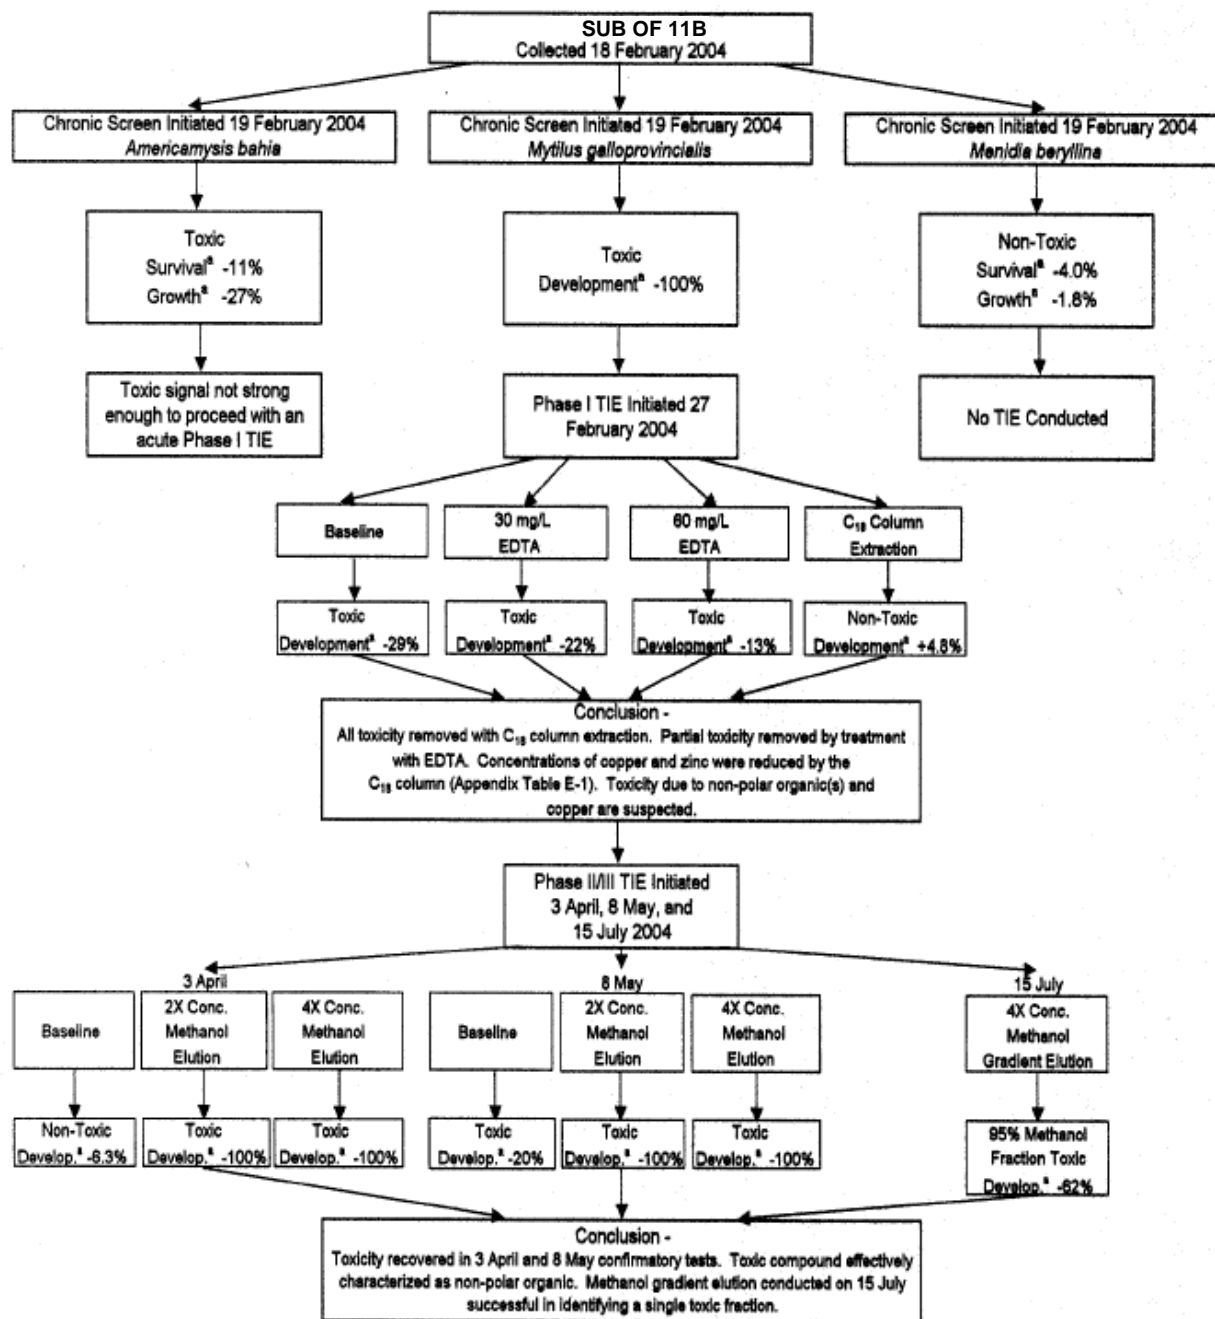 SUB OF 11B
Collected 18 February 2004
Chronic Screen Initiated 19 February 2004
Americamysis bahia
Chronic Screen Initiated 19 February 2004
Mytilus galloprovincialis
Chronic Screen Initiated 19 February 2004
Menidia beryllina
Toxic
Survivalª -11%
Growthª -27%
Toxic
Developmentª -100%
Non-Toxic
Survivalª -4.0%
Growthª -1.8%
Toxic signal not strong
enough to proceed with an
acute Phase I TIE
Phase I TIE Initiated 27
February 2004
No TIE Conducted
Baseline
30 mg/L
EDTA
60 mg/L
EDTA
C₁₈ Column
Extraction
Toxic
Developmentª -29%
Toxic
Developmentª -22%
Toxic
Developmentª -13%
Non-Toxic
Developmentª +4.8%
Conclusion -
All toxicity removed with C₁₈ column extraction. Partial toxicity removed by treatment
with EDTA. Concentrations of copper and zinc were reduced by the
C₁₈ column (Appendix Table E-1). Toxicity due to non-polar organic(s) and
copper are suspected.
Phase II/III TIE Initiated
3 April, 8 May, and
15 July 2004
3 April
8 May
15 July
Baseline
2X Conc.
Methanol
Elution
4X Conc.
Methanol
Elution
Baseline
2X Conc.
Methanol
Elution
4X Conc.
Methanol
Elution
4X Conc.
Methanol
Gradient Elution
Non-Toxic
Develop.ª -6.3%
Toxic
Develop.ª -100%
Toxic
Develop.ª -100%
Toxic
Develop.ª -20%
Toxic
Develop.ª -100%
Toxic
Develop.ª -100%
95% Methanol
Fraction Toxic
Develop.ª -62%
Conclusion -
Toxicity recovered in 3 April and 8 May confirmatory tests. Toxic compound effectively
characterized as non-polar organic. Methanol gradient elution conducted on 15 July
successful in identifying a single toxic fraction.